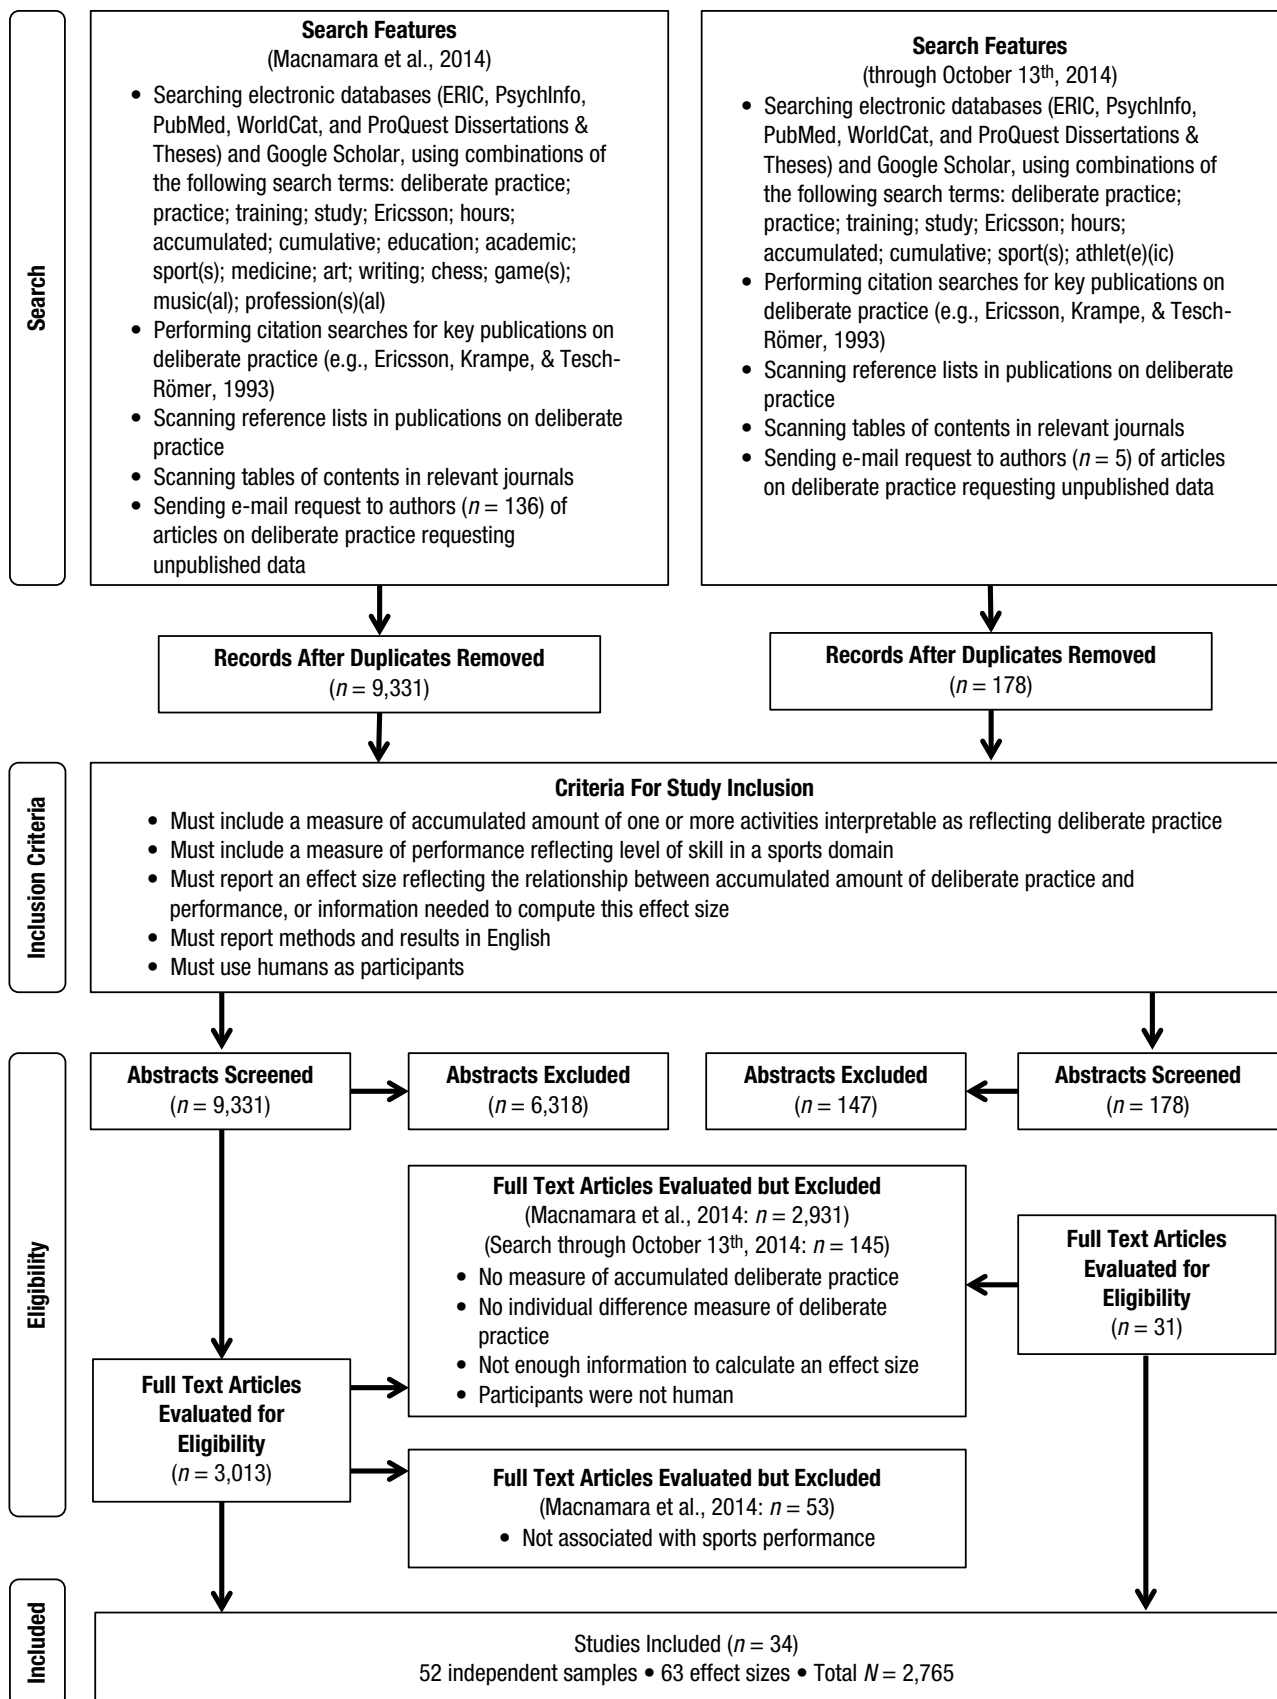 Search
Search Features
(Macnamara et al., 2014)
• Searching electronic databases (ERIC, PsychInfo,
PubMed, WorldCat, and ProQuest Dissertations &
Theses) and Google Scholar, using combinations of
the following search terms: deliberate practice;
practice; training; study; Ericsson; hours;
accumulated; cumulative; education; academic;
sport(s); medicine; art; writing; chess; game(s);
music(al); profession(s)(al)
• Performing citation searches for key publications on
deliberate practice (e.g., Ericsson, Krampe, & Tesch-
Römer, 1993)
• Scanning reference lists in publications on deliberate
practice
• Scanning tables of contents in relevant journals
• Sending e-mail request to authors (n = 136) of
articles on deliberate practice requesting
unpublished data
Search Features
(through October 13th, 2014)
• Searching electronic databases (ERIC, PsychInfo,
PubMed, WorldCat, and ProQuest Dissertations &
Theses) and Google Scholar, using combinations of
the following search terms: deliberate practice;
practice; training; study; Ericsson; hours;
accumulated; cumulative; sport(s); athlet(e)(ic)
• Performing citation searches for key publications on
deliberate practice (e.g., Ericsson, Krampe, & Tesch-
Römer, 1993)
• Scanning reference lists in publications on deliberate
practice
• Scanning tables of contents in relevant journals
• Sending e-mail request to authors (n = 5) of articles
on deliberate practice requesting unpublished data
Records After Duplicates Removed
(n = 9,331)
Records After Duplicates Removed
(n = 178)
Inclusion Criteria
Criteria For Study Inclusion
• Must include a measure of accumulated amount of one or more activities interpretable as reflecting deliberate practice
• Must include a measure of performance reflecting level of skill in a sports domain
• Must report an effect size reflecting the relationship between accumulated amount of deliberate practice and
performance, or information needed to compute this effect size
• Must report methods and results in English
• Must use humans as participants
Eligibility
Abstracts Screened
(n = 9,331)
Abstracts Excluded
(n = 6,318)
Abstracts Excluded
(n = 147)
Abstracts Screened
(n = 178)
Full Text Articles Evaluated but Excluded
(Macnamara et al., 2014: n = 2,931)
(Search through October 13th, 2014: n = 145)
• No measure of accumulated deliberate practice
• No individual difference measure of deliberate
practice
• Not enough information to calculate an effect size
• Participants were not human
Full Text Articles
Evaluated for
Eligibility
(n = 31)
Full Text Articles
Evaluated for
Eligibility
(n = 3,013)
Full Text Articles Evaluated but Excluded
(Macnamara et al., 2014: n = 53)
• Not associated with sports performance
Included
Studies Included (n = 34)
52 independent samples • 63 effect sizes • Total N = 2,765